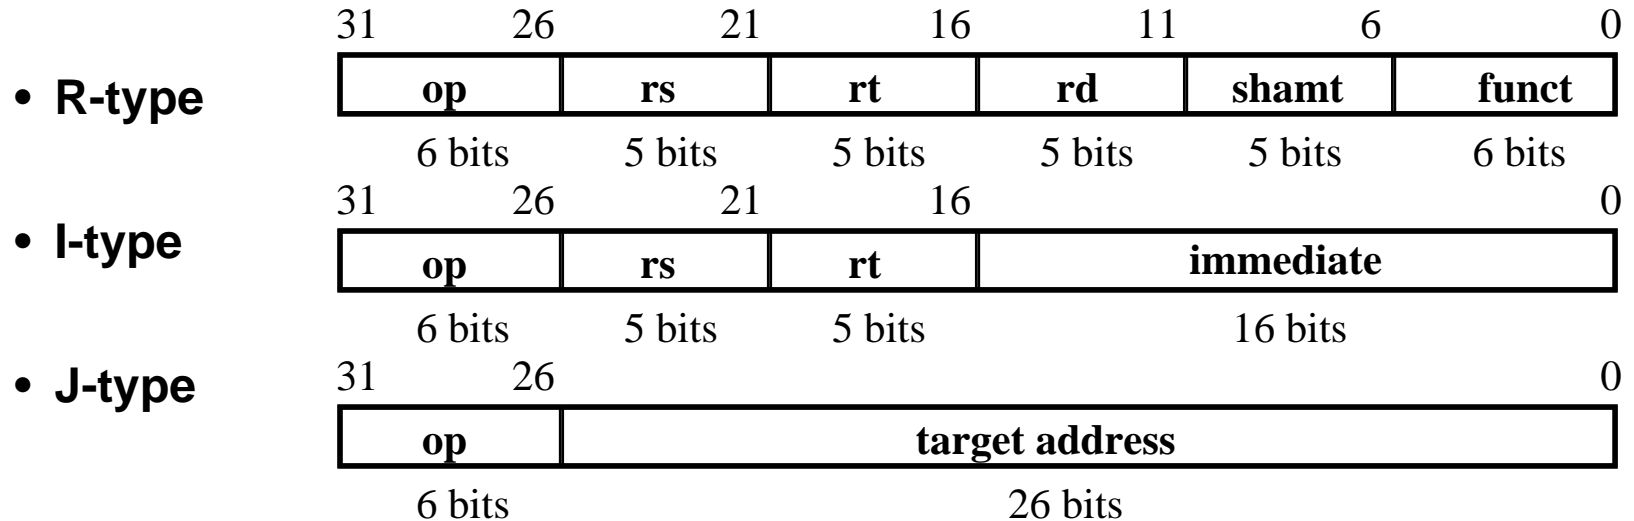 31 26 21 16 11 6 0
• R-type
op rs rt rd shamt funct
6 bits 5 bits 5 bits 5 bits 5 bits 6 bits
31 26 21 16 0
• I-type
op rs rt immediate
6 bits 5 bits 5 bits 16 bits
31 26 0
• J-type
op target address
6 bits 26 bits